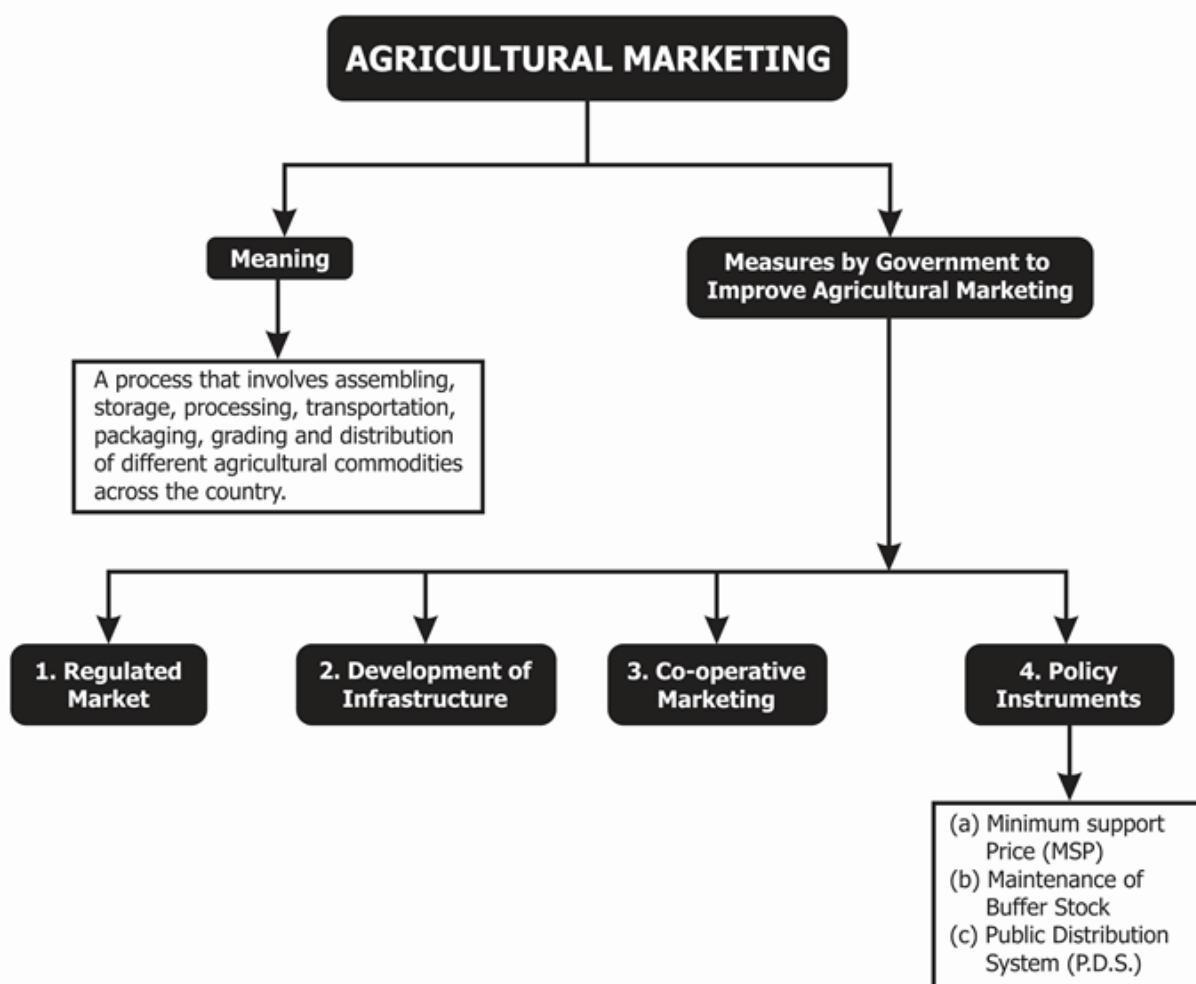 AGRICULTURAL MARKETING
Meaning
A process that involves assembling,
storage, processing, transportation,
packaging, grading and distribution
of different agricultural commodities
across the country.
Measures by Government to
Improve Agricultural Marketing
1. Regulated
Market
2. Development of
Infrastructure
3. Co-operative
Marketing
4. Policy
Instruments
(a) Minimum support
Price (MSP)
(b) Maintenance of
Buffer Stock
(c) Public Distribution
System (P.D.S.)